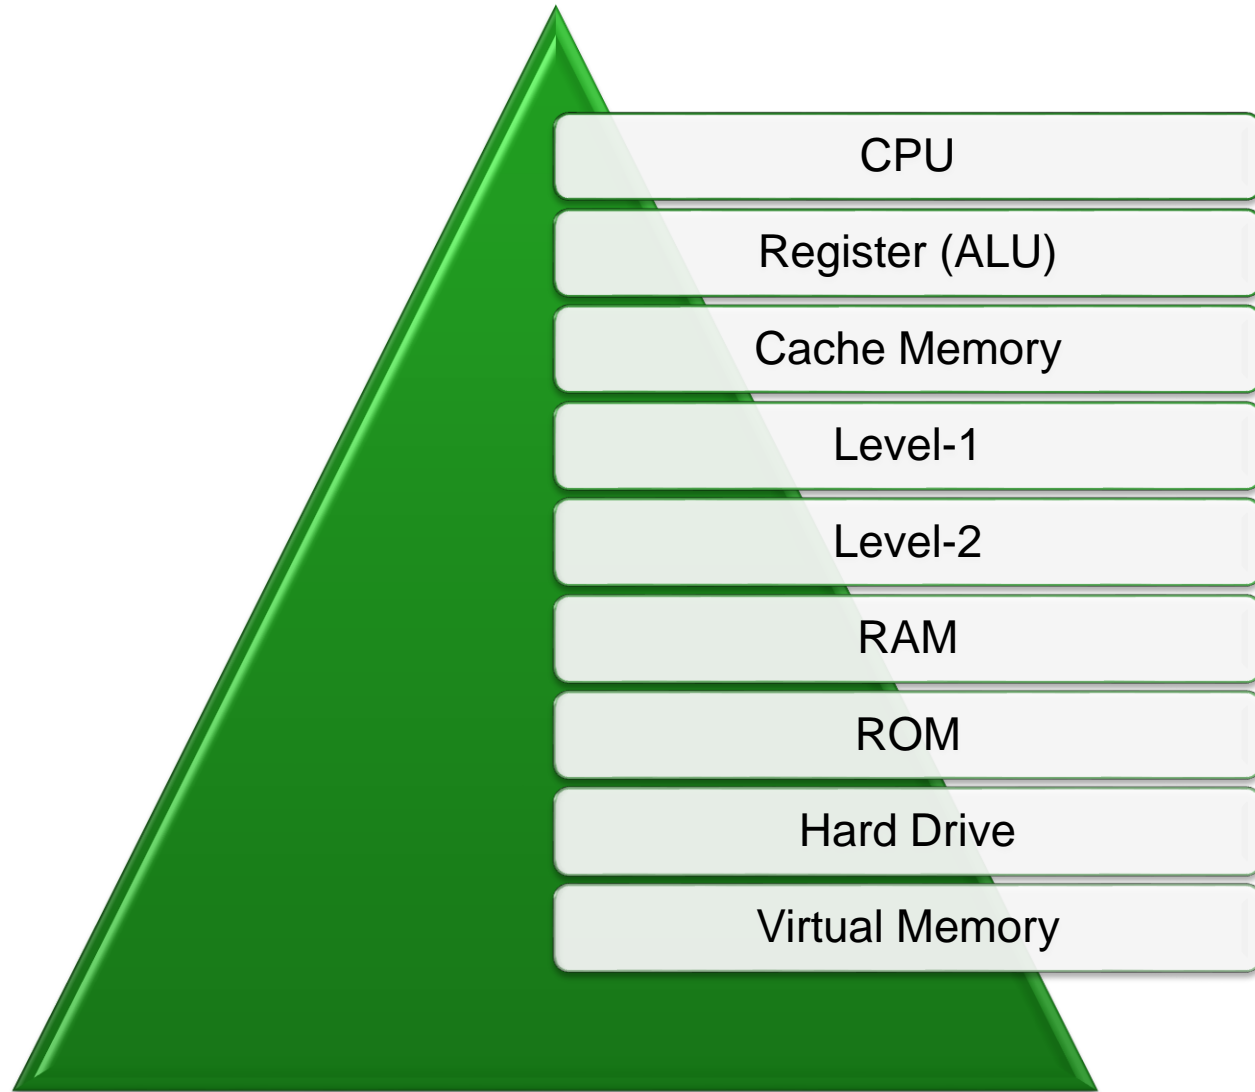 CPU
Register (ALU)
Cache Memory
Level-1
Level-2
RAM
ROM
Hard Drive
Virtual Memory